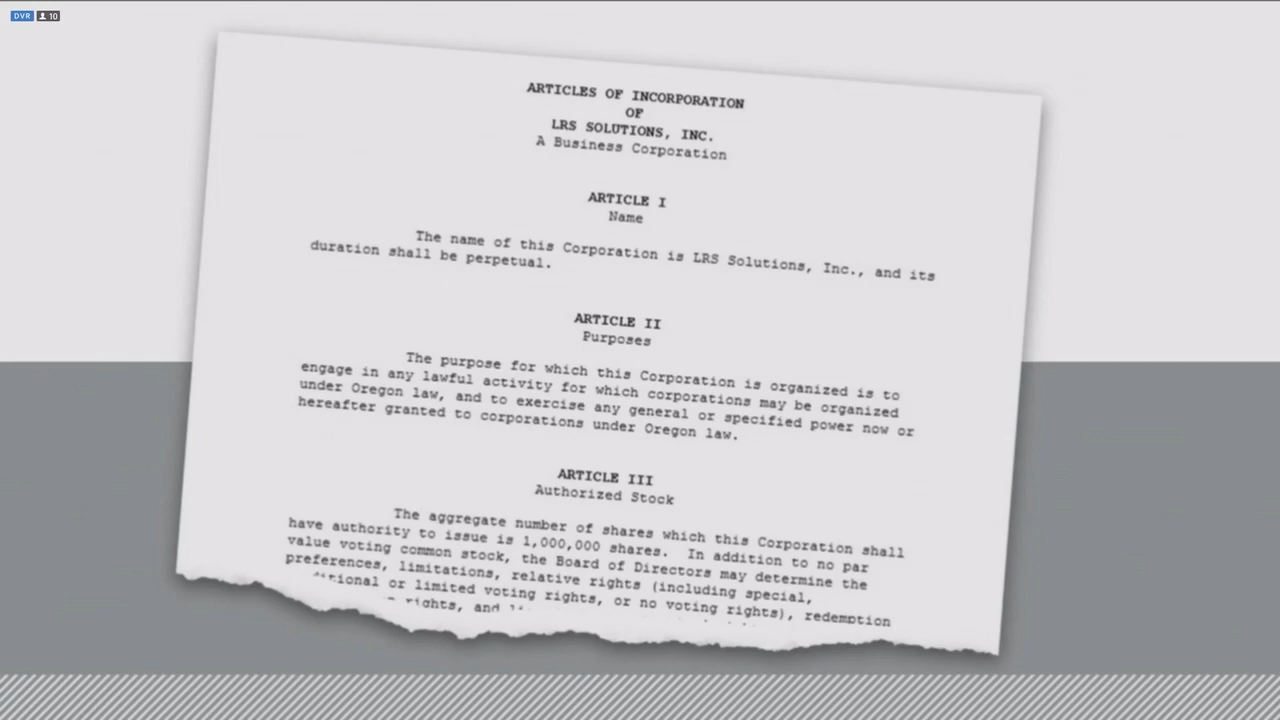 DVR 10
ARTICLES OF INCORPORATION
OF
LRS SOLUTIONS, INC.
A Business Corporation
ARTICLE I
Name
The name of this Corporation is LRS Solutions, Inc., and its
duration shall be perpetual.
ARTICLE II
Purposes
The purpose for which this Corporation is organized is to
engage in any lawful activity for which corporations may be organized
under Oregon law, and to exercise any general or specified power now or
hereafter granted to corporations under Oregon law.
ARTICLE III
Authorized Stock
The aggregate number of shares which this Corporation shall
have authority to issue is 1,000,000 shares. In addition to no par
value voting common stock, the Board of Directors may determine the
preferences, limitations, relative rights (including special,
or limited voting rights, or no voting rights), redemption
rights, and